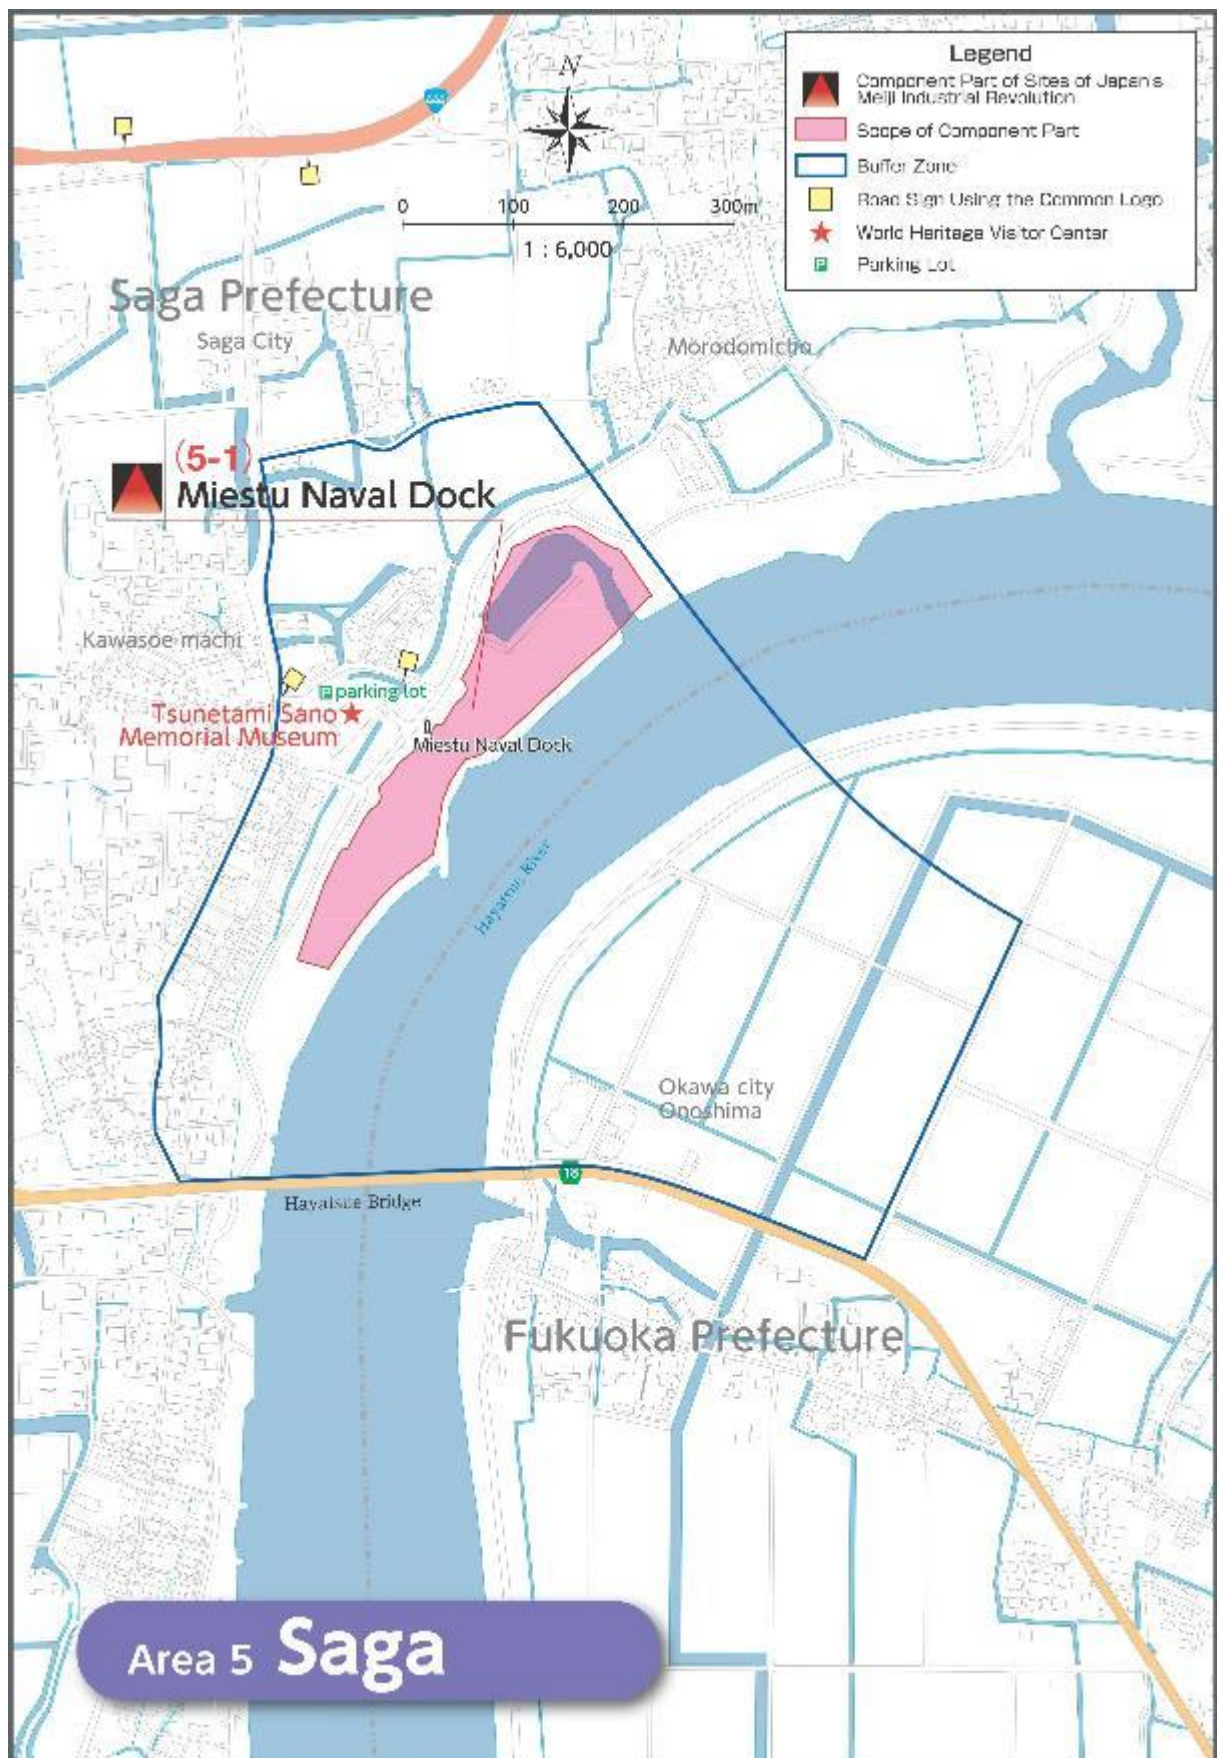 Legend
Component Part of Sites of Japan's
Meiji Industrial Revolution
Scope of Component Part
Buffer Zone
Road Sign Using the Common Logo
World Heritage Visitor Center
P Parking Lot
N
444
0 100 200 300m
1 : 6,000
Saga Prefecture
Saga City
Morodomicho
(5-1)
Miestu Naval Dock
Kawasoe machi
P parking lot
Tsunetami Sano
Memorial Museum
Miestu Naval Dock
Hayatsue River
Okawa city
Onoshima
18
Hayatsue Bridge
Fukuoka Prefecture
Area 5 Saga